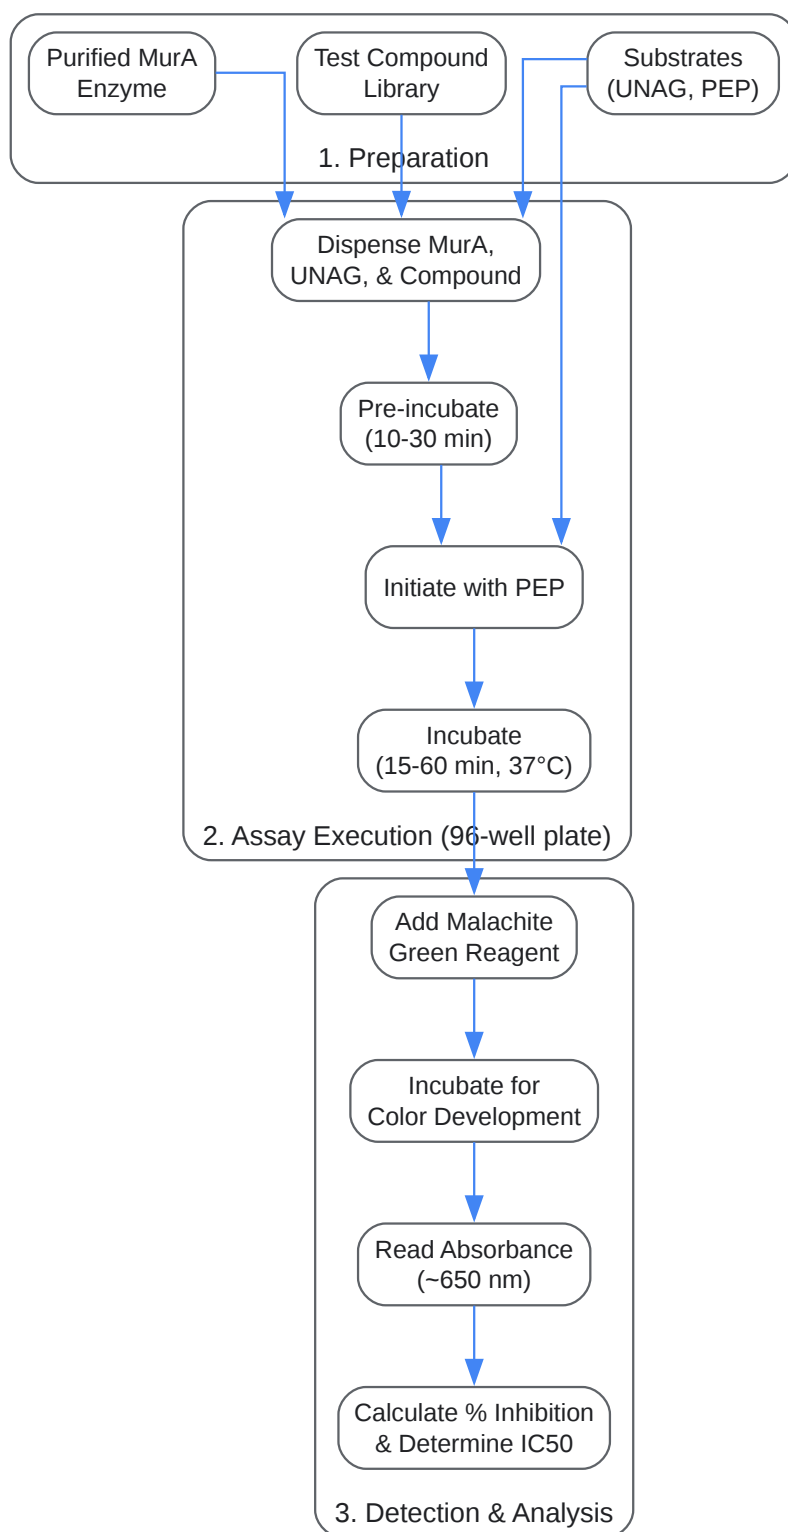 Purified MurA
Enzyme
Test Compound
Library
Substrates
(UNAG, PEP)
1. Preparation
Dispense MurA,
UNAG, & Compound
Pre-incubate
(10-30 min)
Initiate with PEP
Incubate
(15-60 min, 37°C)
2. Assay Execution (96-well plate)
Add Malachite
Green Reagent
Incubate for
Color Development
Read Absorbance
(~650 nm)
Calculate % Inhibition
& Determine IC50
3. Detection & Analysis